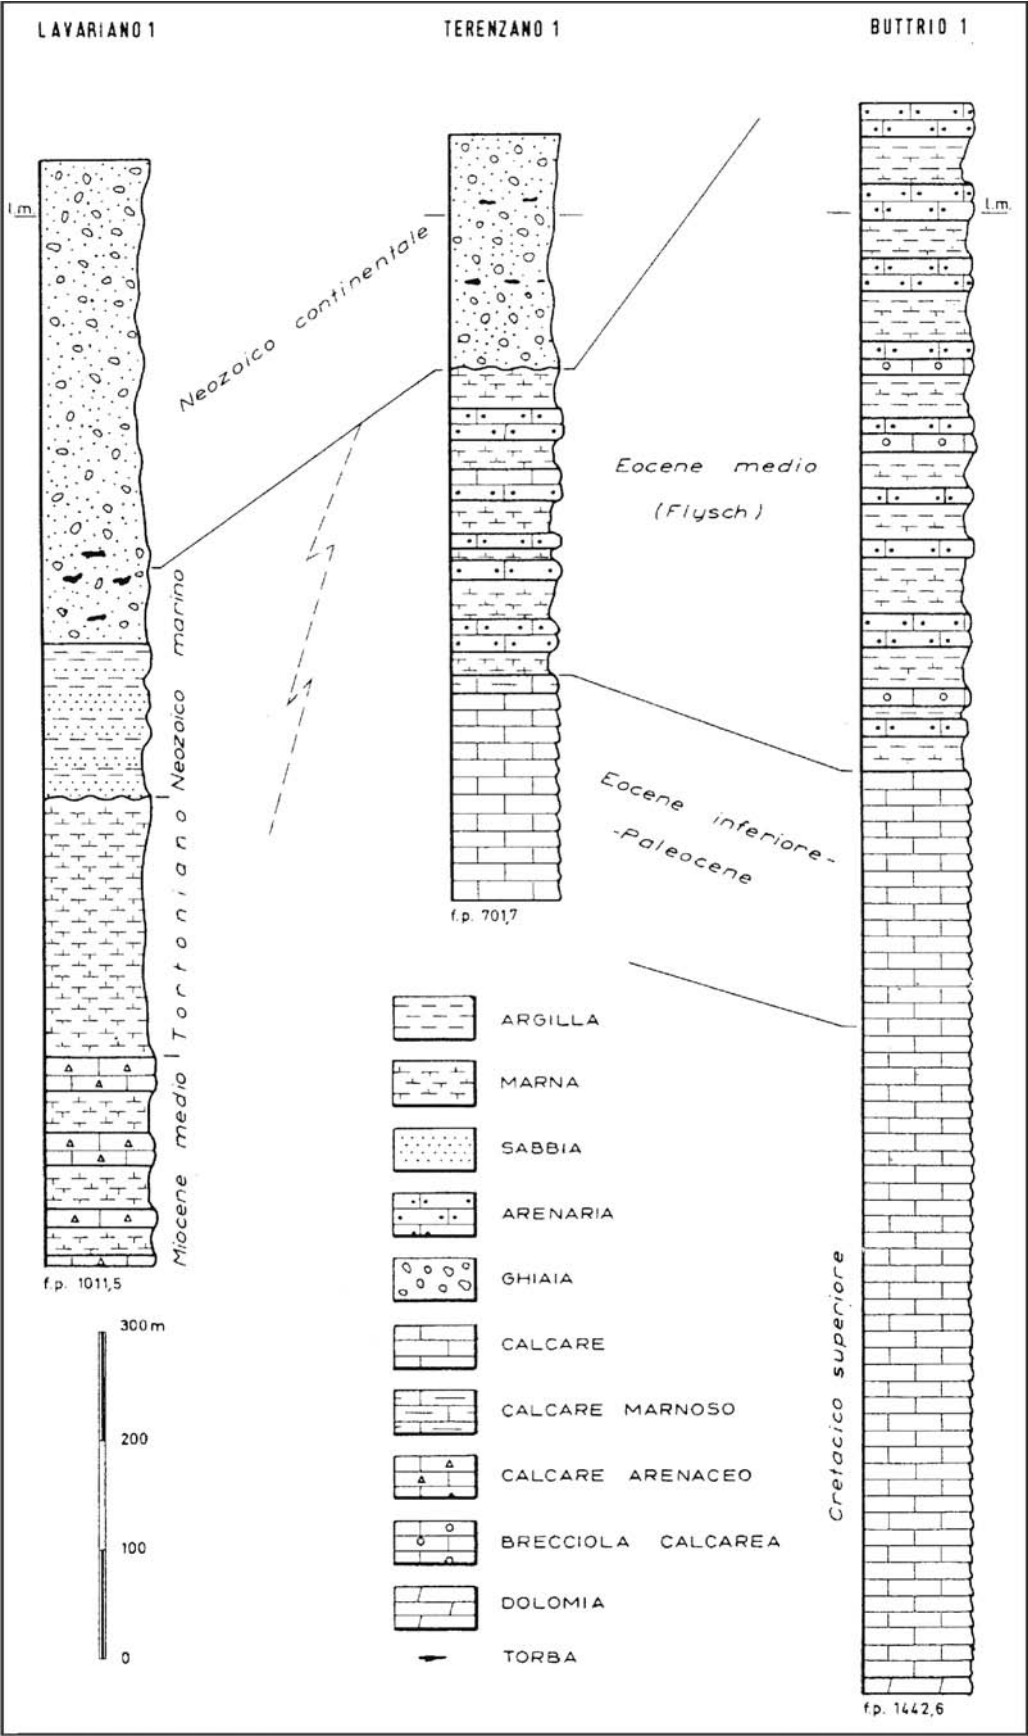 LAVARIANO 1
TERENZANO 1
BUTTRIO 1
l.m.
l.m.
Neozoico continentale
Eocene medio
(Flysch)
Neozoico marino
Eocene inferiore-
-Paleocene
Tortoniano
Miocene medio
Cretacico superiore
f.p. 701,7
f.p. 1011,5
f.p. 1442,6
300 m
200
100
0
ARGILLA
MARNA
SABBIA
ARENARIA
GHIAIA
CALCARE
CALCARE MARNOSO
CALCARE ARENACEO
BRECCIOLA CALCAREA
DOLOMIA
TORBA